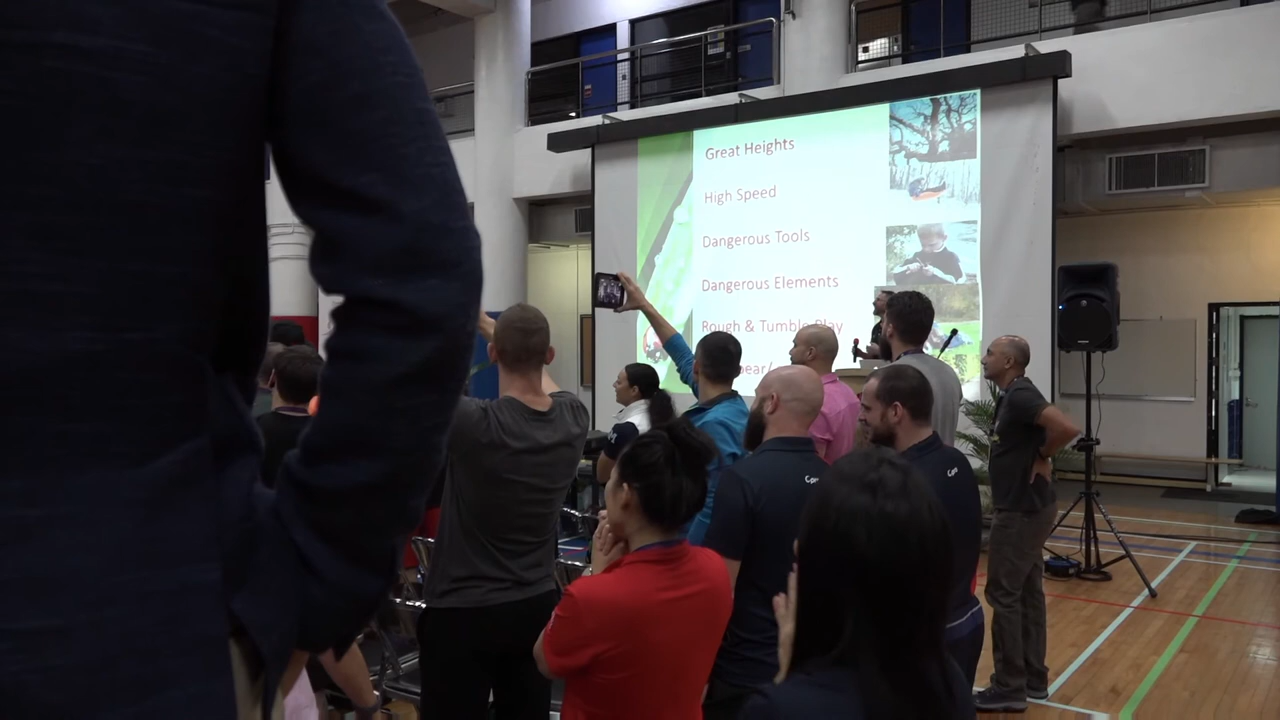 Great Heights
High Speed
Dangerous Tools
Dangerous Elements
Rough & Tumble Play